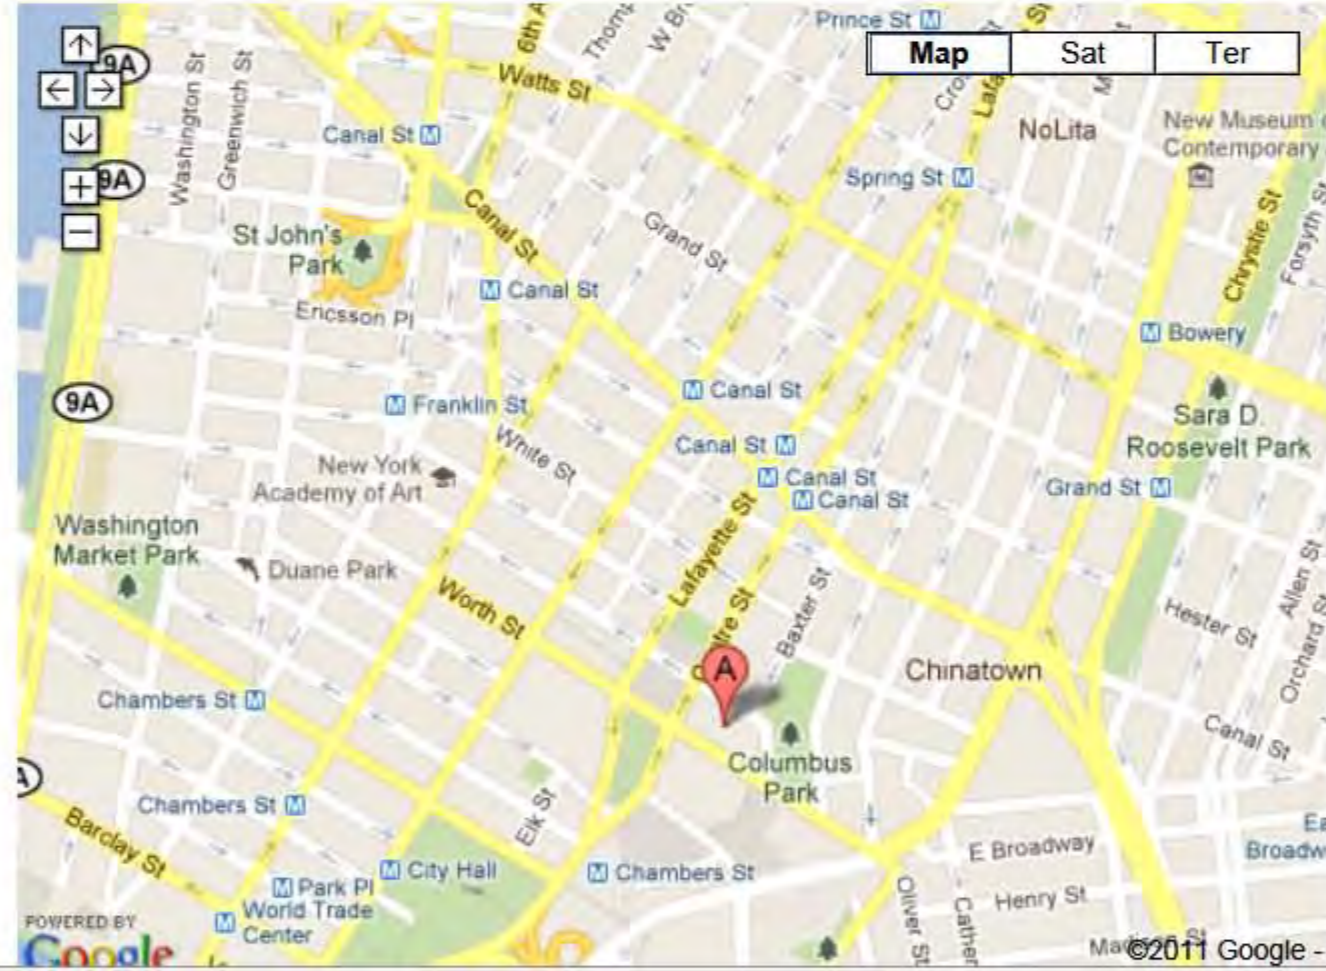 Prince St M
Map
Sat
Ter
6th A
W Br
Watts St
9A
Washington St
Greenwich St
Canal St M
NoLita
New Museum
Contemporary
Spring St M
9A
Canal St
Grand St
Chrystie St
Forsyth St
St John's
Park
M Canal St
Ericsson Pl
M Bowery
9A
M Franklin St
M Canal St
Sara D.
Roosevelt Park
White St
Canal St M
M Canal St
M Canal St
Grand St M
New York
Academy of Art
Lafayette St
Washington
Market Park
Duane Park
Worth St
Baxter St
Allen St
Orchard St
Hester St
A
Chinatown
Chambers St M
Canal St
Columbus
Park
Chambers St M
Barclay St
Elk St
E Broadway
Ea
Broadw
M City Hall
M Chambers St
M Park Pl
M World Trade
Center
Oliver St
Cather
Henry St
POWERED BY
Google
©2011 Google -